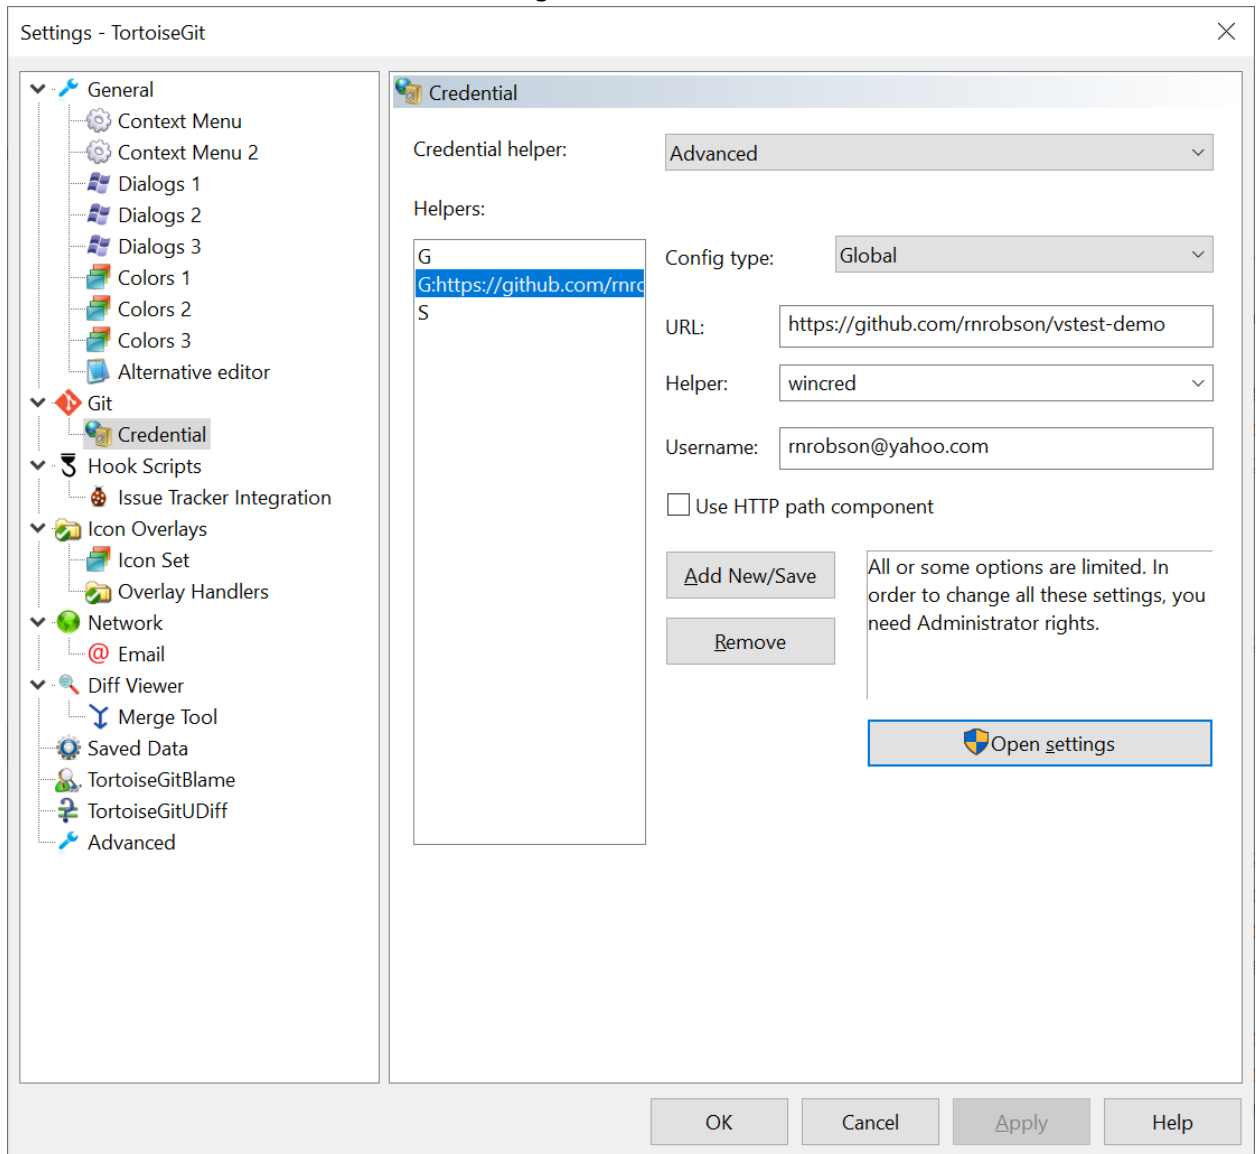 Settings - TortoiseGit
General
Context Menu
Context Menu 2
Dialogs 1
Dialogs 2
Dialogs 3
Colors 1
Colors 2
Colors 3
Alternative editor
Git
Credential
Hook Scripts
Issue Tracker Integration
Icon Overlays
Icon Set
Overlay Handlers
Network
@ Email
Diff Viewer
Merge Tool
Saved Data
TortoiseGitBlame
TortoiseGitUDiff
Advanced
Credential
Credential helper:
Advanced
Helpers:
G
G:https://github.com/rnro
S
Config type:
Global
URL:
https://github.com/rnrobson/vstest-demo
Helper:
wincred
Username:
rnrobson@yahoo.com
Use HTTP path component
Add New/Save
Remove
All or some options are limited. In
order to change all these settings, you
need Administrator rights.
Open settings
OK
Cancel
Apply
Help